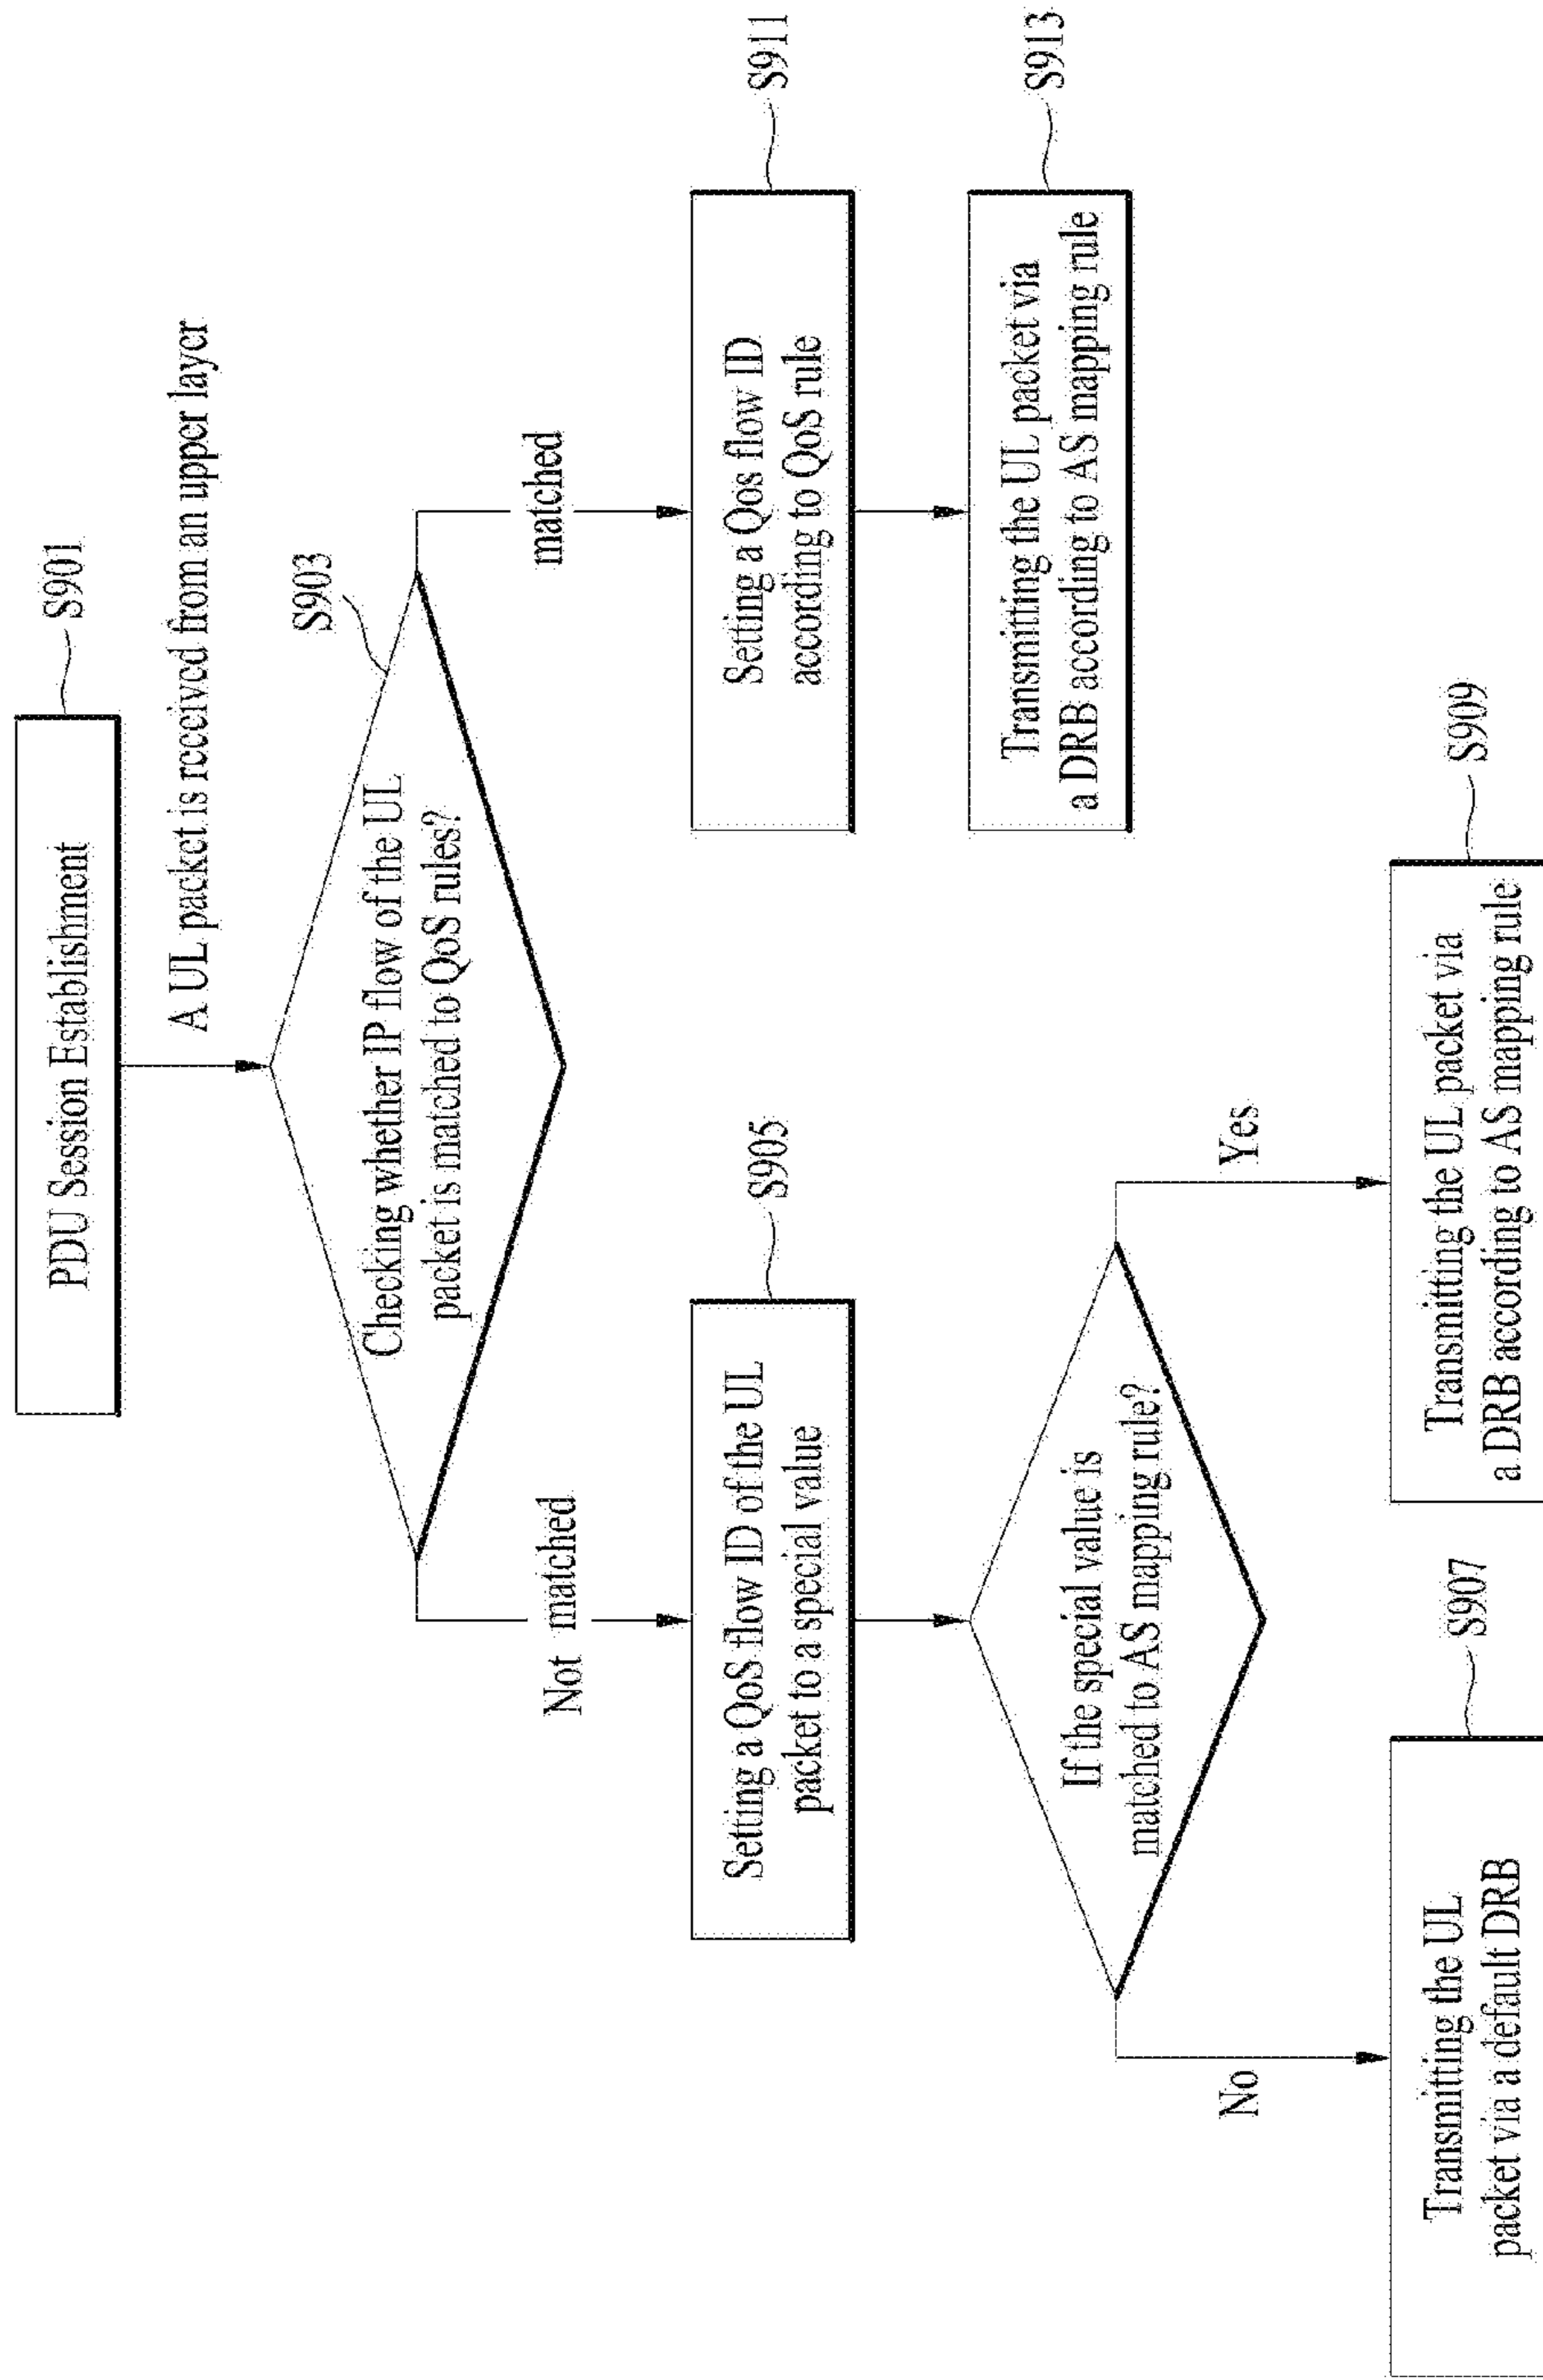 PDU Session Establishment
S901
A UL packet is received from an upper layer
S903
Checking whether IP flow of the UL
packet is matched to QoS rules?
Not matched
matched
Setting a QoS flow ID of the UL
packet to a special value
S905
Setting a Qos flow ID
according to QoS rule
S911
If the special value is
matched to AS mapping rule?
Transmitting the UL packet via
a DRB according to AS mapping rule
S913
No
Yes
Transmitting the UL
packet via a default DRB
S907
Transmitting the UL packet via
a DRB according to AS mapping rule
S909